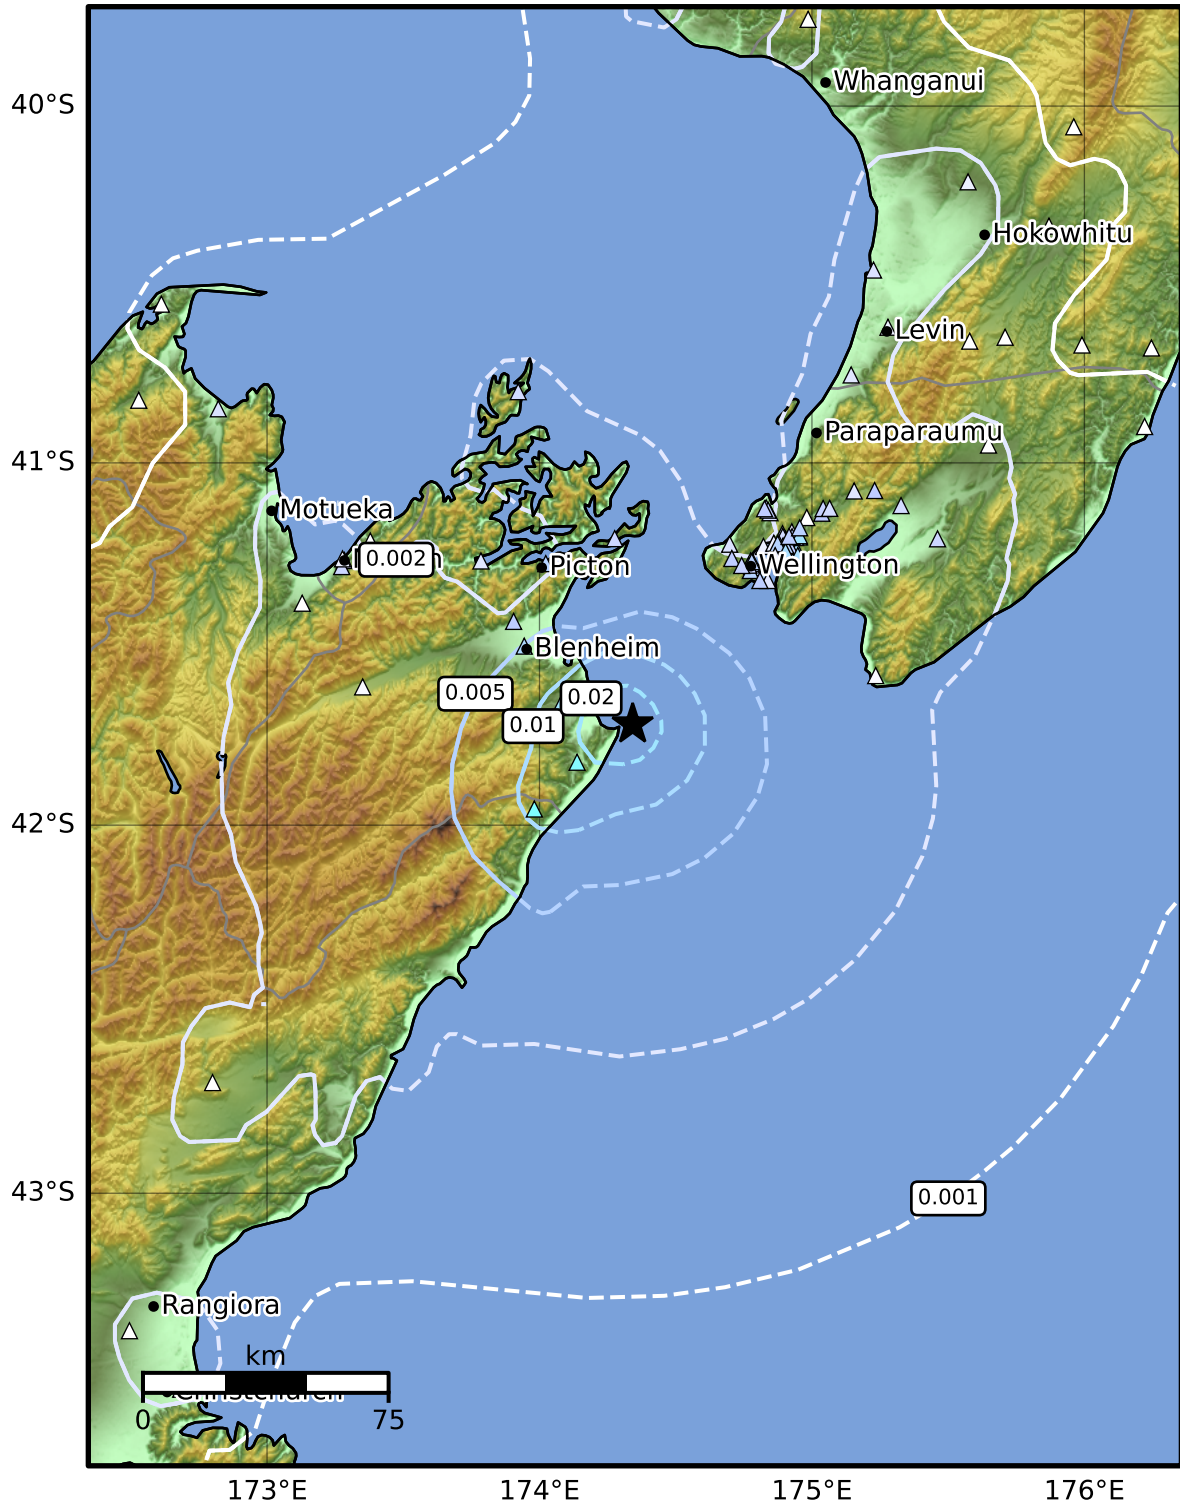 Whanganui
40°S
Hokowhitu
Levin
Paraparaumu
41°S
Motueka
0.002
Picton
Wellington
Blenheim
0.005
0.02
0.01
42°S
43°S
0.001
Rangiora
km
0
75
173°E
174°E
175°E
176°E